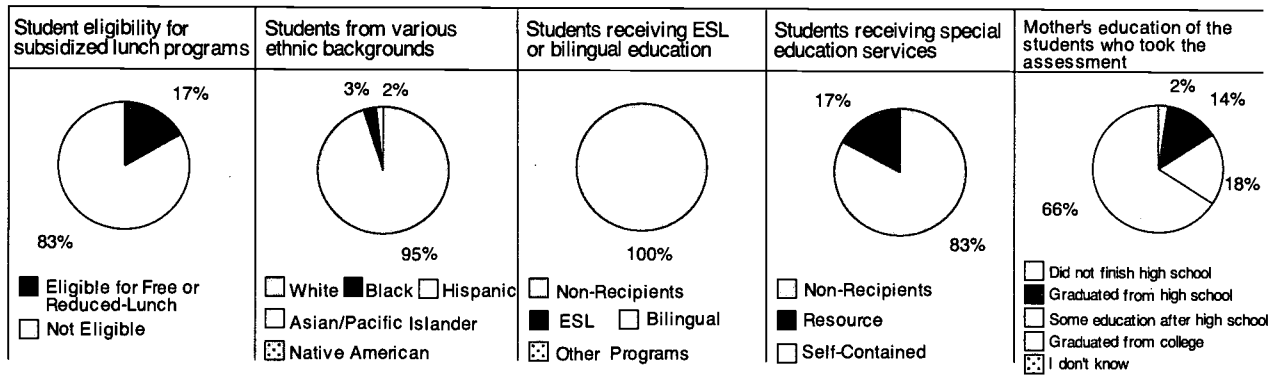 Student eligibility for
subsidized lunch programs
17%
83%
Eligible for Free or
Reduced-Lunch
Not Eligible
Students from various
ethnic backgrounds
3% 2%
95%
White Black Hispanic
Asian/Pacific Islander
Native American
Students receiving ESL
or bilingual education
100%
Non-Recipients
ESL Bilingual
Other Programs
Students receiving special
education services
17%
83%
Non-Recipients
Resource
Self-Contained
Mother's education of the
students who took the
assessment
2%
14%
18%
66%
Did not finish high school
Graduated from high school
Some education after high school
Graduated from college
I don't know